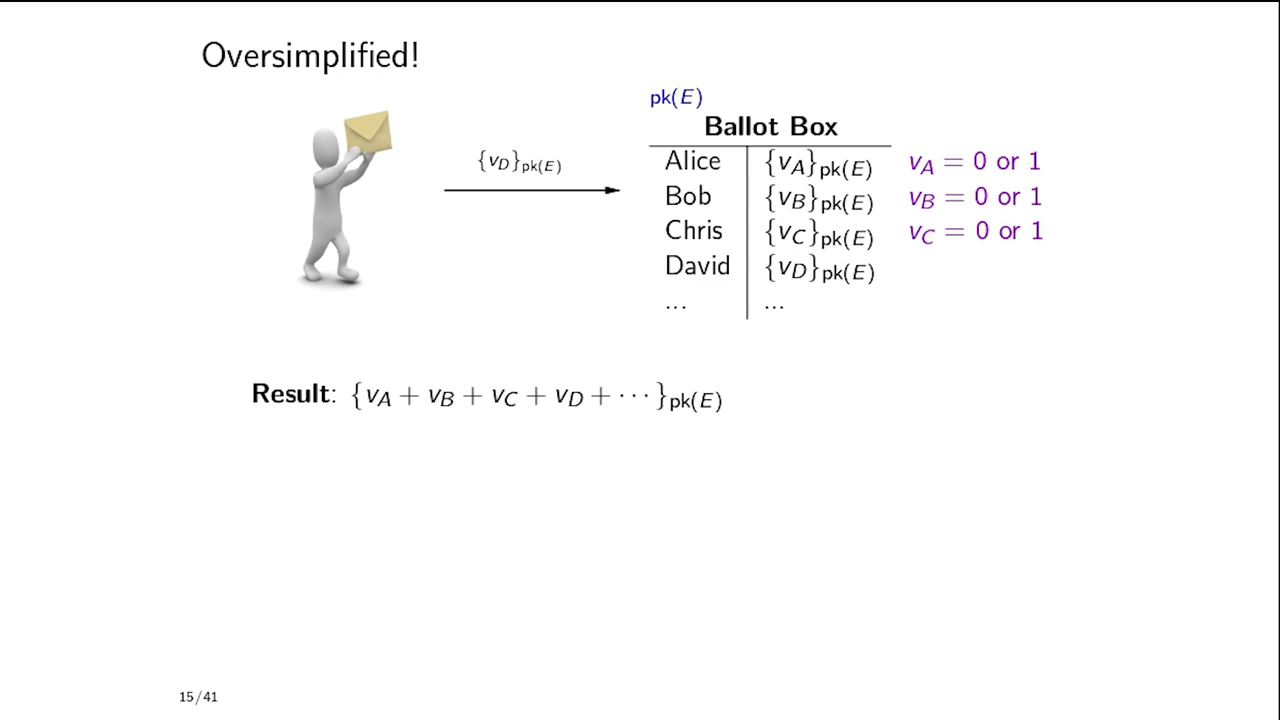 Oversimplified!
pk(E)
Ballot Box
{v_D}_pk(E)
Alice {v_A}_pk(E) v_A = 0 or 1
Bob {v_B}_pk(E) v_B = 0 or 1
Chris {v_C}_pk(E) v_C = 0 or 1
David {v_D}_pk(E)
... ...
Result: {v_A + v_B + v_C + v_D + ⋯}_pk(E)
15/41